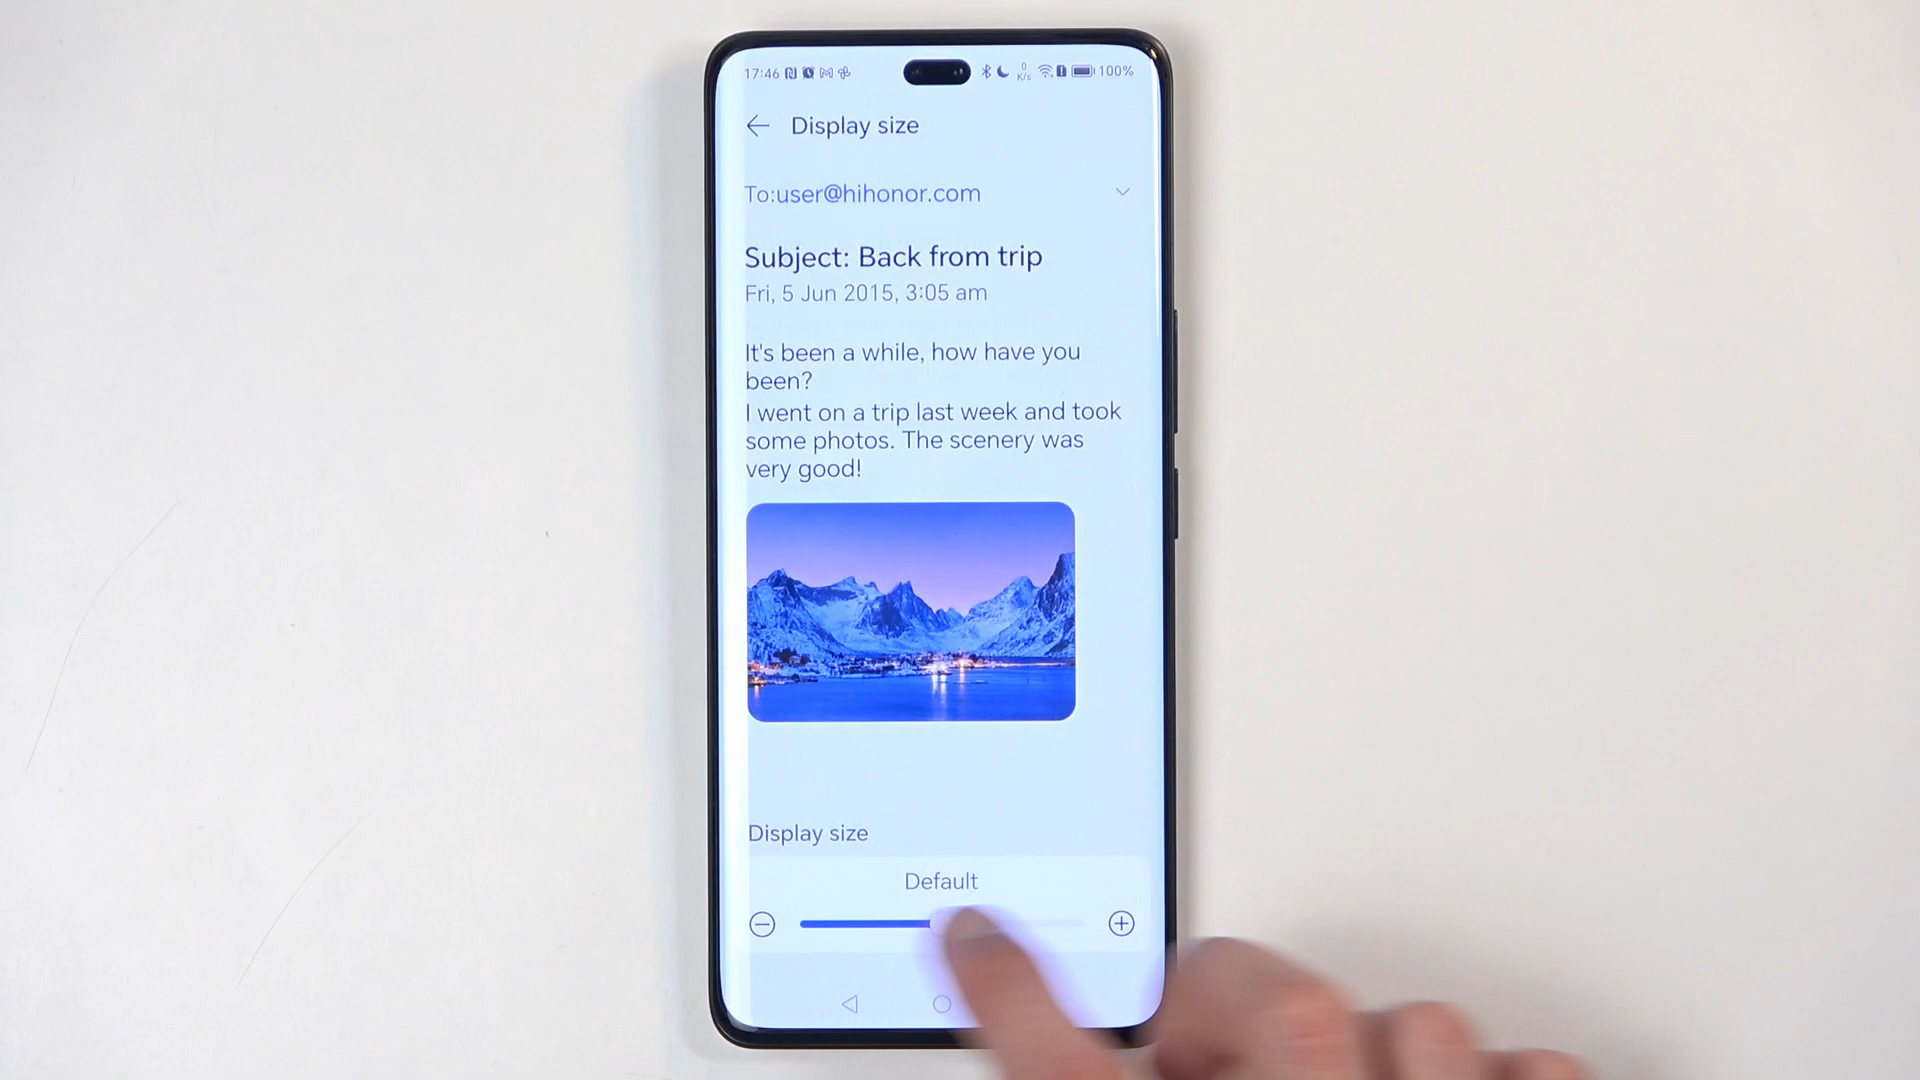 17:46 0 K/s 100%
Display size
To:user@hihonor.com
Subject: Back from trip
Fri, 5 Jun 2015, 3:05 am
It's been a while, how have you
been?
I went on a trip last week and took
some photos. The scenery was
very good!
Display size
Default